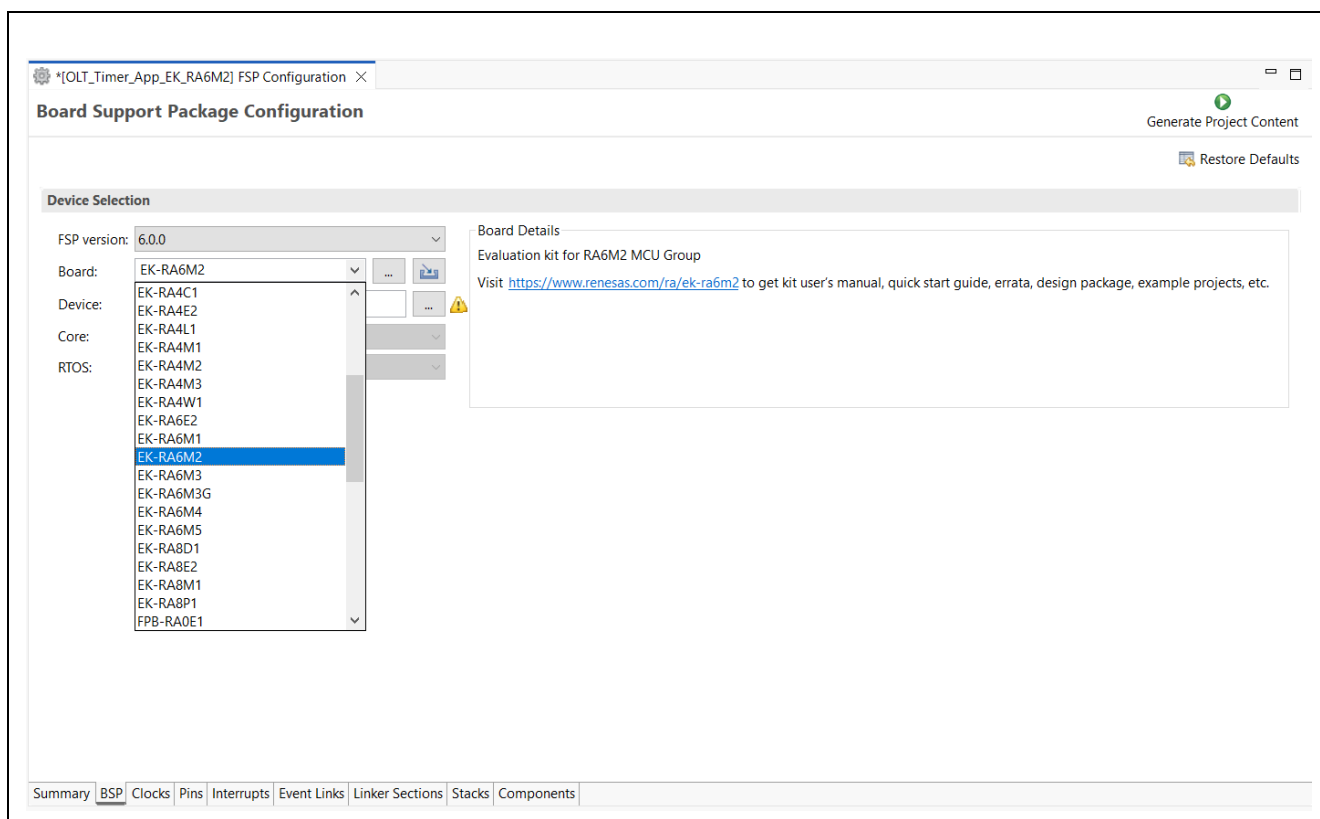 *[OLT_Timer_App_EK_RA6M2] FSP Configuration
Board Support Package Configuration
Generate Project Content
Restore Defaults
Device Selection
FSP version: 6.0.0
Board: EK-RA6M2 ...
Device: ...
Core:
RTOS:
EK-RA4C1
EK-RA4E2
EK-RA4L1
EK-RA4M1
EK-RA4M2
EK-RA4M3
EK-RA4W1
EK-RA6E2
EK-RA6M1
EK-RA6M2
EK-RA6M3
EK-RA6M3G
EK-RA6M4
EK-RA6M5
EK-RA8D1
EK-RA8E2
EK-RA8M1
EK-RA8P1
FPB-RA0E1
Board Details
Evaluation kit for RA6M2 MCU Group
Visit https://www.renesas.com/ra/ek-ra6m2 to get kit user's manual, quick start guide, errata, design package, example projects, etc.
Summary BSP Clocks Pins Interrupts Event Links Linker Sections Stacks Components